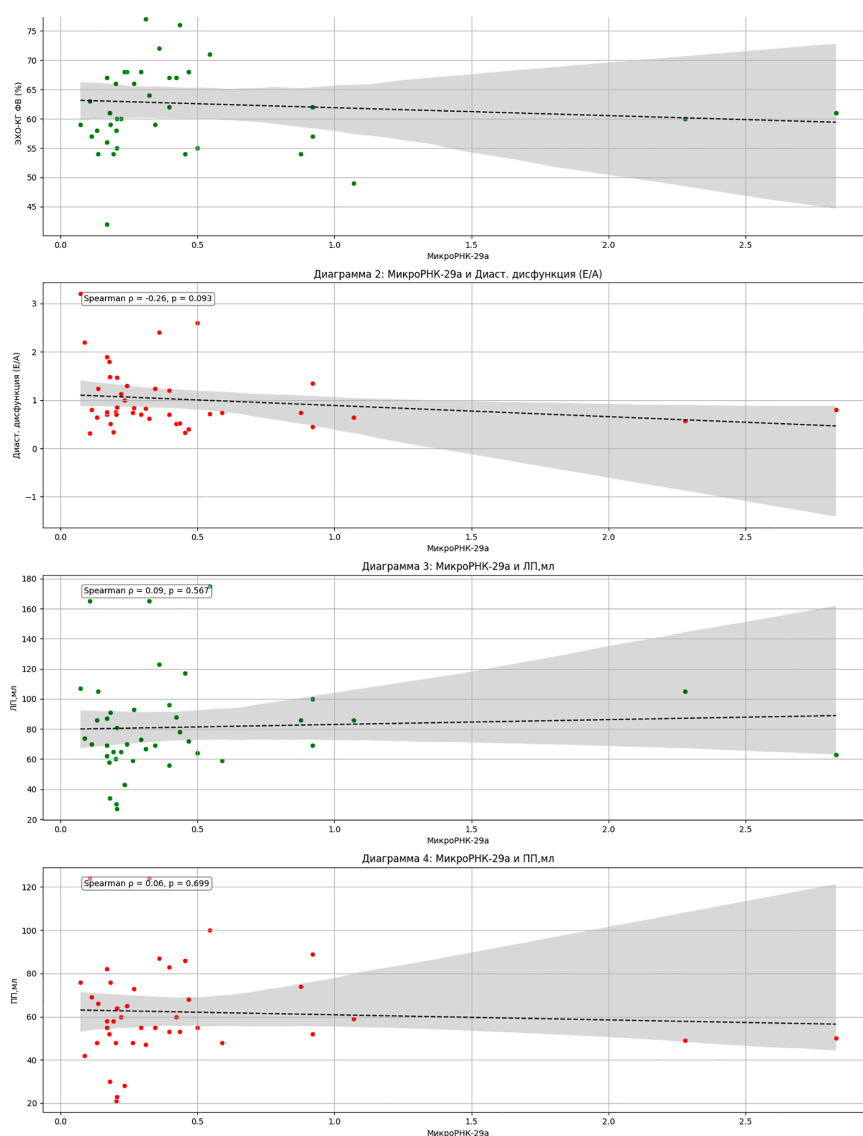 75
70
65
60
55
50
45
ЭХО-КГ ФВ (%)
0.0 0.5 1.0 1.5 2.0 2.5
МикроРНК-29a
Диаграмма 2: МикроРНК-29a и Диаст. дисфункция (E/A)
Spearman ρ = -0.26, p = 0.093
3
2
1
0
−1
Диаст. дисфункция (E/A)
0.0 0.5 1.0 1.5 2.0 2.5
МикроРНК-29a
Диаграмма 3: МикроРНК-29a и ЛП,мл
Spearman ρ = 0.09, p = 0.567
180
160
140
120
100
80
60
40
20
ЛП,мл
0.0 0.5 1.0 1.5 2.0 2.5
МикроРНК-29a
Диаграмма 4: МикроРНК-29a и ПП,мл
Spearman ρ = 0.06, p = 0.699
120
100
80
60
40
20
ПП,мл
0.0 0.5 1.0 1.5 2.0 2.5
МикроРНК-29a